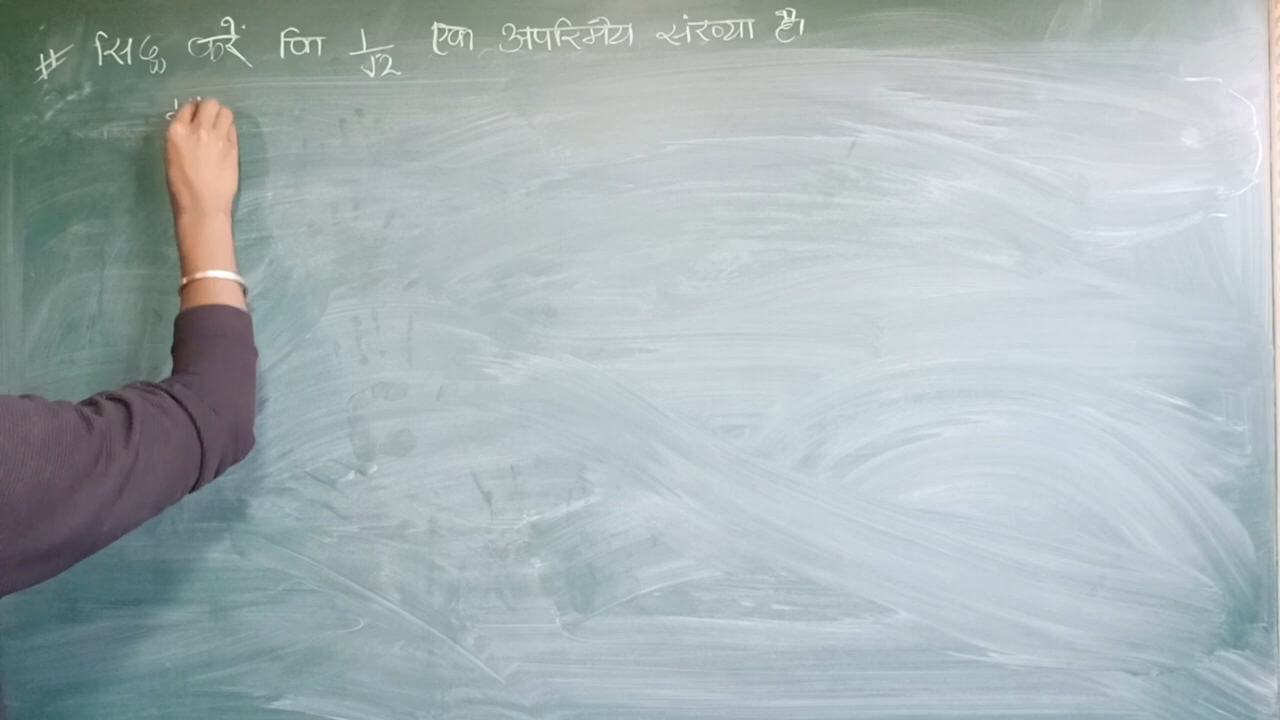 # सिद्ध करें कि 1/√2 एक अपरिमेय संख्या है।